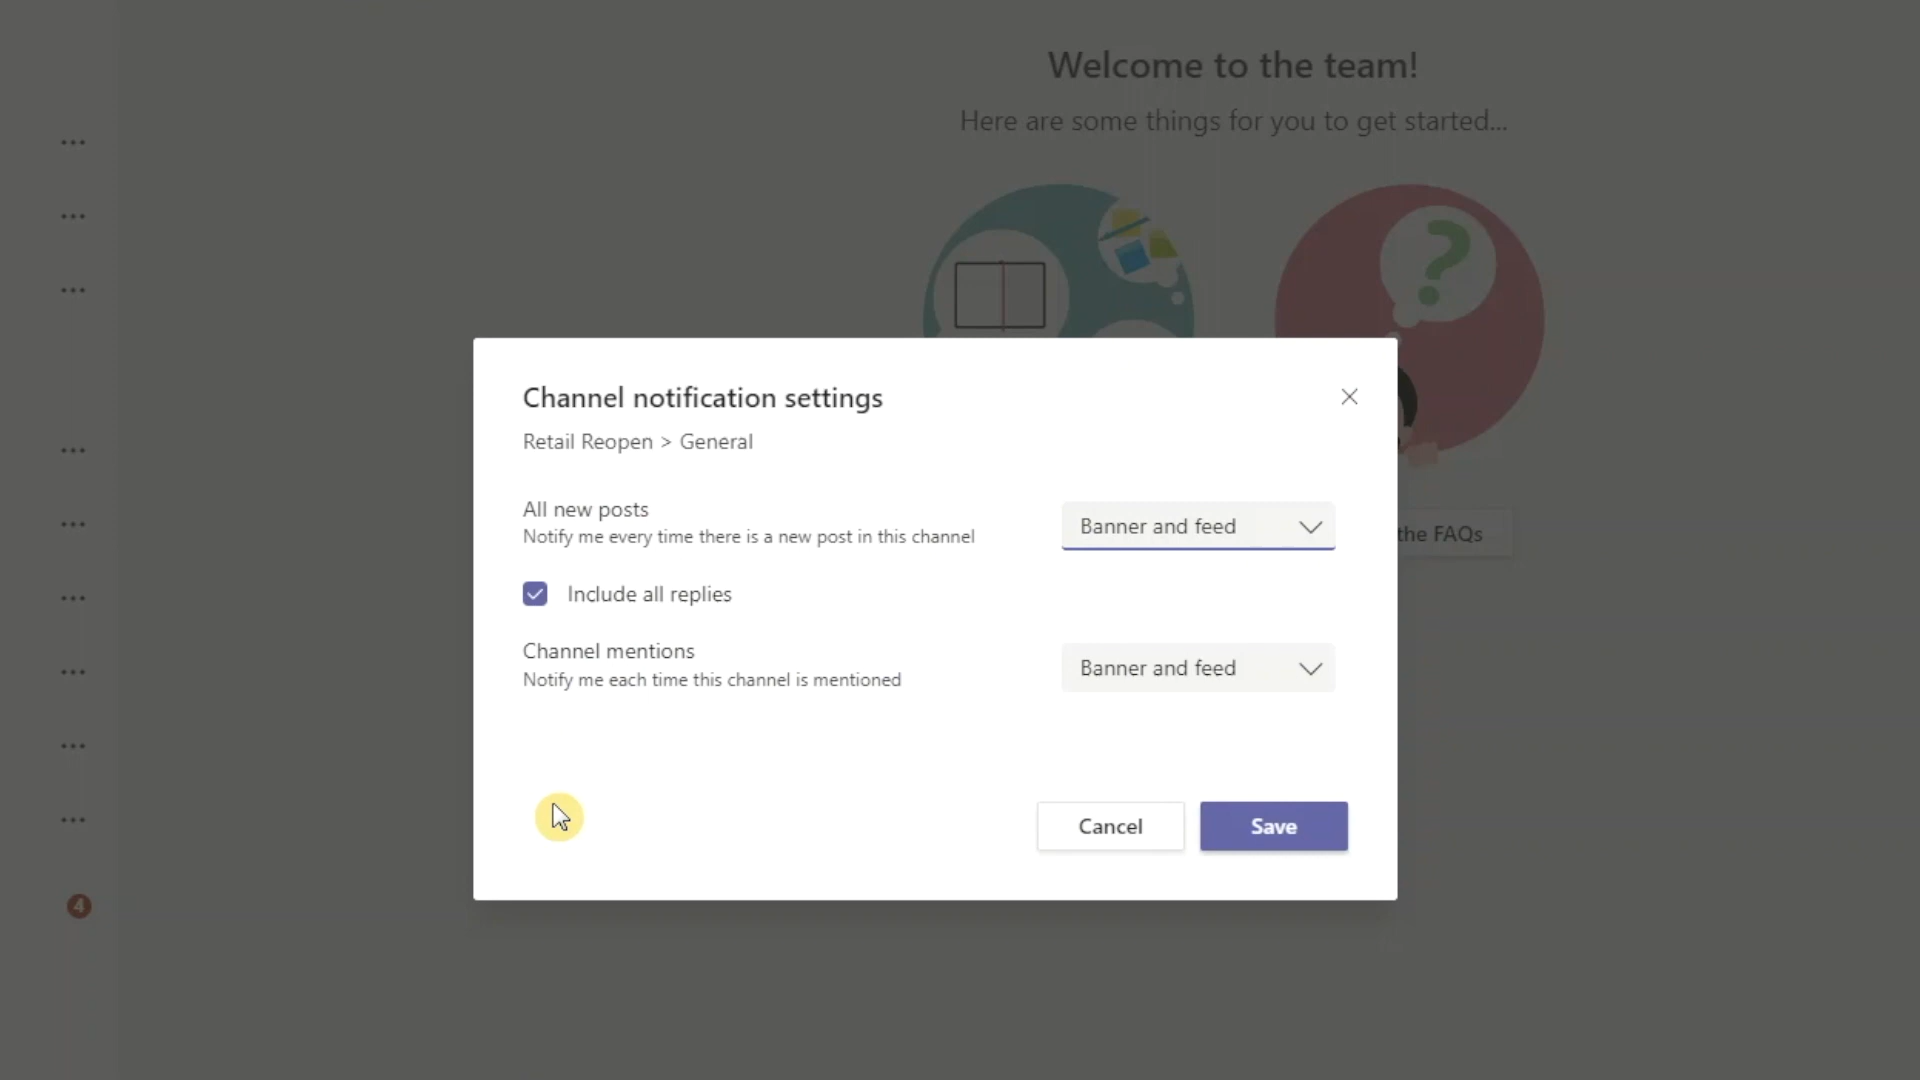 Welcome to the team!
Here are some things for you to get started...
Channel notification settings
Retail Reopen > General
All new posts
Notify me every time there is a new post in this channel
Banner and feed
the FAQs
Include all replies
Channel mentions
Notify me each time this channel is mentioned
Banner and feed
Cancel
Save
4